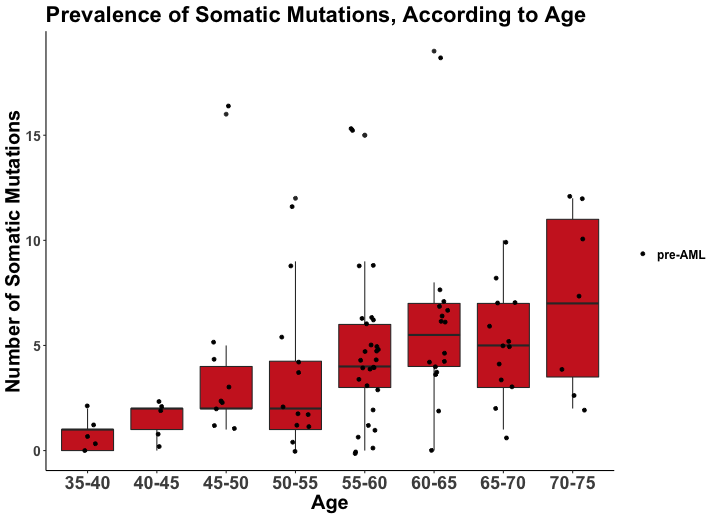 Prevalence of Somatic Mutations, According to Age
Number of Somatic Mutations
15
10
5
0
35-40 40-45 45-50 50-55 55-60 60-65 65-70 70-75
Age
pre-AML